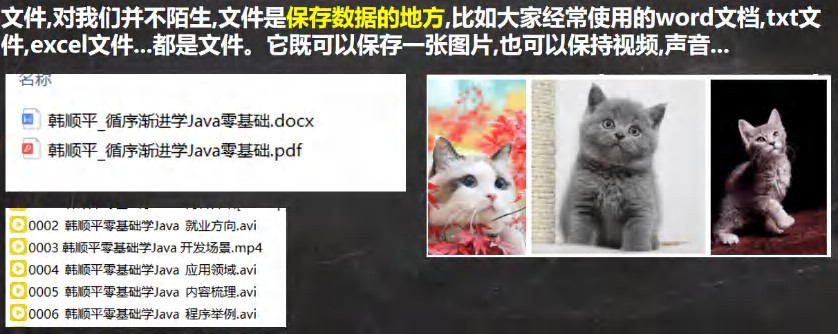 文件,对我们并不陌生,文件是保存数据的地方,比如大家经常使用的word文档,txt文
件,excel文件...都是文件。它既可以保存一张图片,也可以保持视频,声音...
名称
韩顺平_循序渐进学Java零基础.docx
韩顺平_循序渐进学Java零基础.pdf
0002 韩顺平零基础学Java 就业方向.avi
0003 韩顺平零基础学Java 开发场景.mp4
0004 韩顺平零基础学Java 应用领域.avi
0005 韩顺平零基础学Java 内容梳理.avi
0006 韩顺平零基础学Java 程序举例.avi